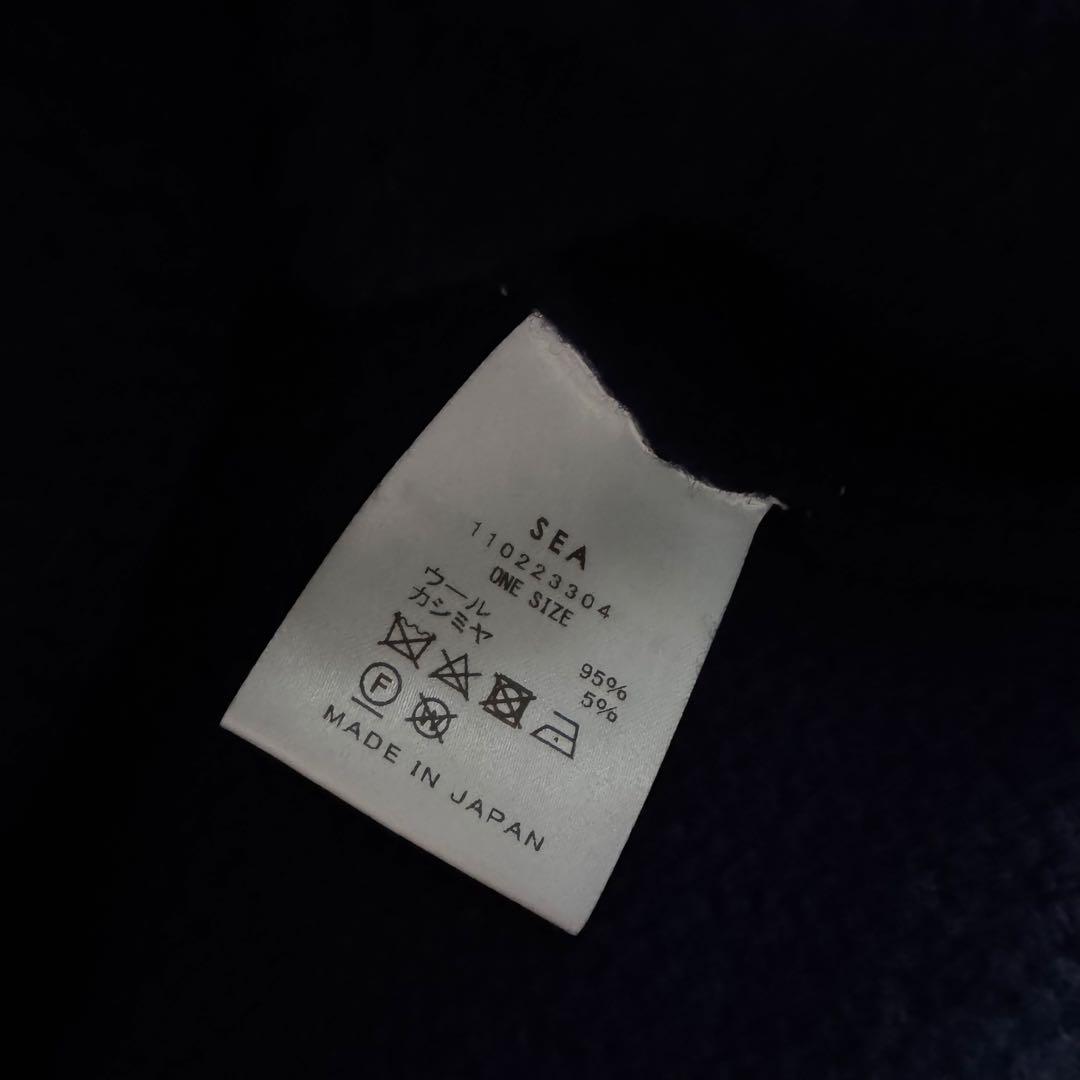 SEA
110223304
ONE SIZE
ウール 95%
カシミヤ 5%
F
W
MADE IN JAPAN